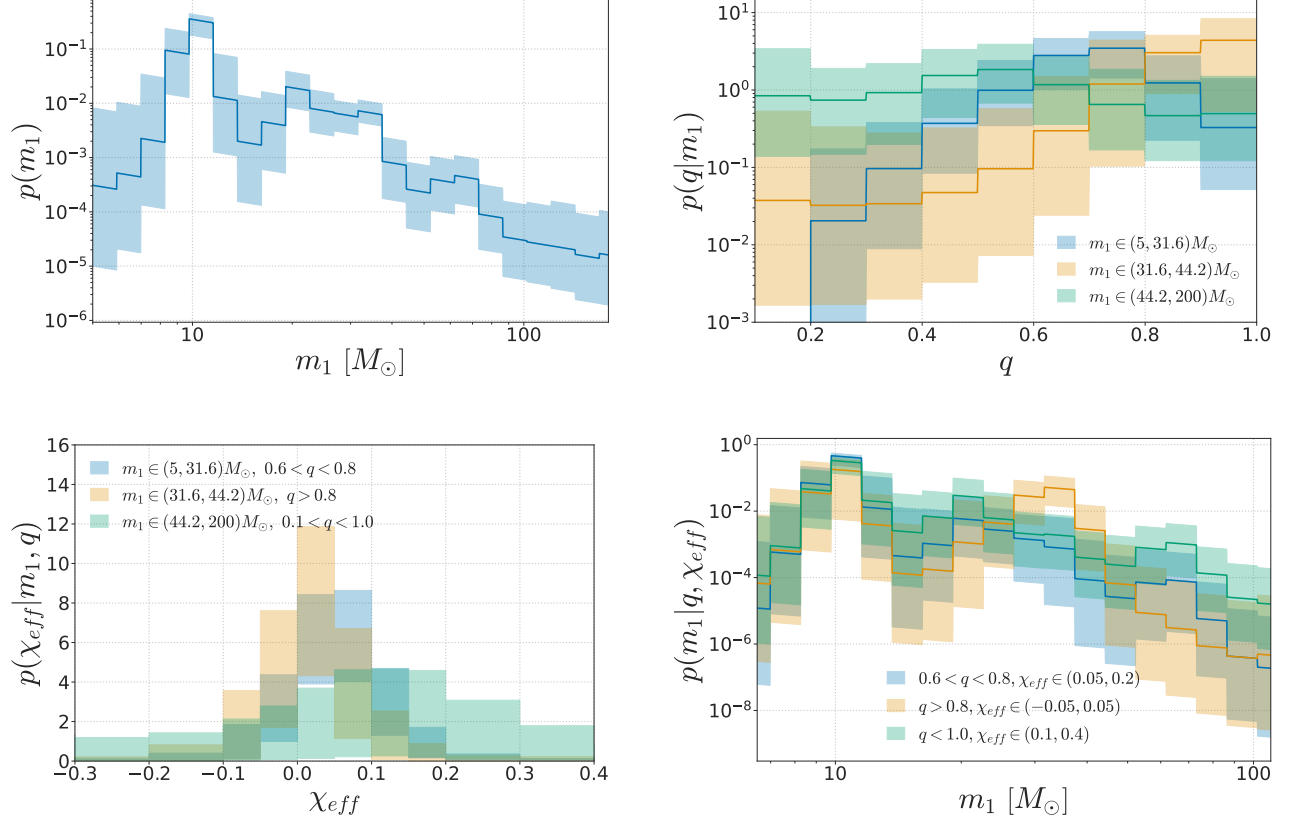 10⁻¹
10⁻²
10⁻³
10⁻⁴
10⁻⁵
10⁻⁶
p(m₁)
10 100
m₁ [M⊙]
10¹
10⁰
10⁻¹
10⁻²
10⁻³
p(q|m₁)
m₁ ∈ (5, 31.6)M⊙
m₁ ∈ (31.6, 44.2)M⊙
m₁ ∈ (44.2, 200)M⊙
0.2 0.4 0.6 0.8 1.0
q
16
14
12
10
8
6
4
2
0
p(χ_eff|m₁, q)
m₁ ∈ (5, 31.6)M⊙, 0.6 < q < 0.8
m₁ ∈ (31.6, 44.2)M⊙, q > 0.8
m₁ ∈ (44.2, 200)M⊙, 0.1 < q < 1.0
−0.3 −0.2 −0.1 0.0 0.1 0.2 0.3 0.4
χ_eff
10⁰
10⁻²
10⁻⁴
10⁻⁶
10⁻⁸
p(m₁|q, χ_eff)
0.6 < q < 0.8, χ_eff ∈ (0.05, 0.2)
q > 0.8, χ_eff ∈ (−0.05, 0.05)
q < 1.0, χ_eff ∈ (0.1, 0.4)
10 100
m₁ [M⊙]